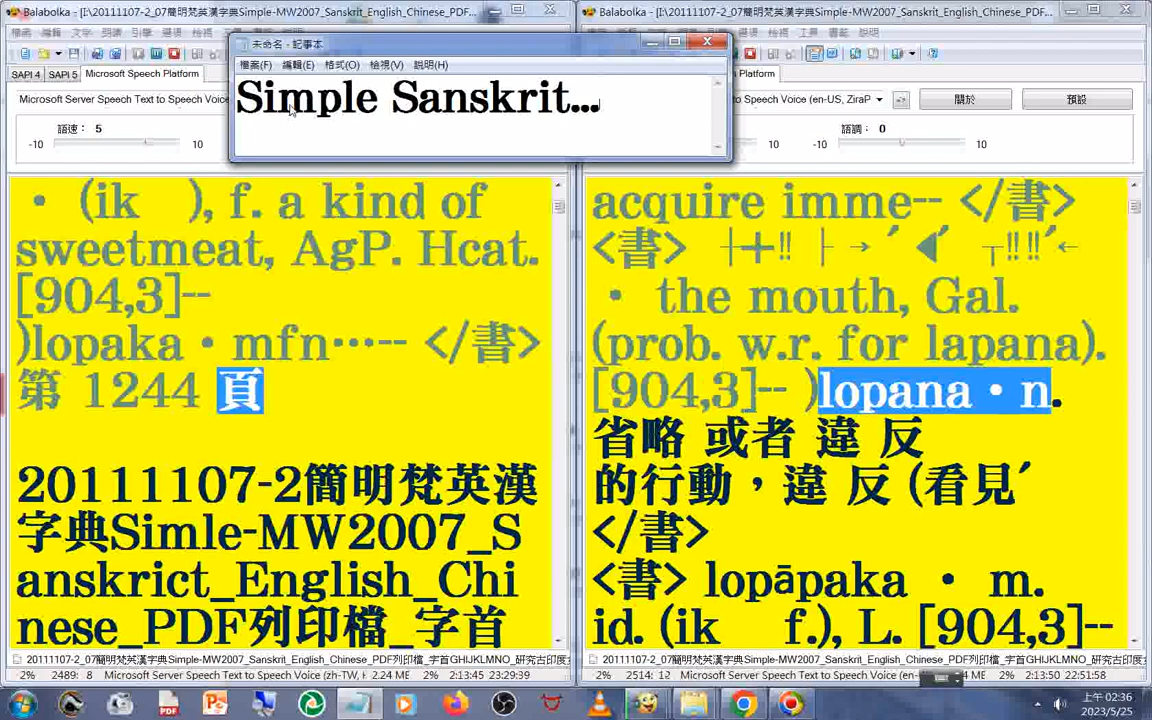 Balabolka - [I:\20111107-2_07簡明梵英漢字典Simple-MW2007_Sanskrit_English_Chinese_PDF...
Balabolka - [I:\20111107-2_07簡明梵英漢字典Simple-MW2007_Sanskrit_English_Chinese_PDF...
未命名 - 記事本
檔案(F) 編輯(E) 格式(O) 檢視(V) 說明(H)
Simple Sanskrit...
SAPI 4 SAPI 5 Microsoft Speech Platform
Platform
Microsoft Server Speech Text to Speech Voice
to Speech Voice (en-US, ZiraP
關於
預設
語速： 5
-10 10
語調： 0
10 -10 10
• (ik ), f. a kind of
sweetmeat, AgP. Hcat.
[904,3]--
)lopaka • mfn…-- </書>
第 1244 頁
20111107-2簡明梵英漢
字典Simle-MW2007_S
anskrict_English_Chi
nese_PDF列印檔_字首
acquire imme-- </書>
<書>
• the mouth, Gal.
(prob. w.r. for lapana).
[904,3]-- )lopana • n.
省略 或者 違 反
的行動，違 反 (看見ˊ
</書>
<書> lopāpaka • m.
id. (ik f.), L. [904,3]--
20111107-2_07簡明梵英漢字典Simple-MW2007_Sanskrit_English_Chinese_PDF列印檔_字首GHIJKLMNO_研究古印度
20111107-2_07簡明梵英漢字典Simple-MW2007_Sanskrit_English_Chinese_PDF列印檔_字首GHIJKLMNO_研究古印度
2% 2489: 8 Microsoft Server Speech Text to Speech Voice (zh-TW, 2.24 MB 2:13:45 23:29:39
2% 2514: 12 Microsoft Server Speech Text to Speech Voice MB 2:13:50 22:51:58
上午 02:36
2023/5/25